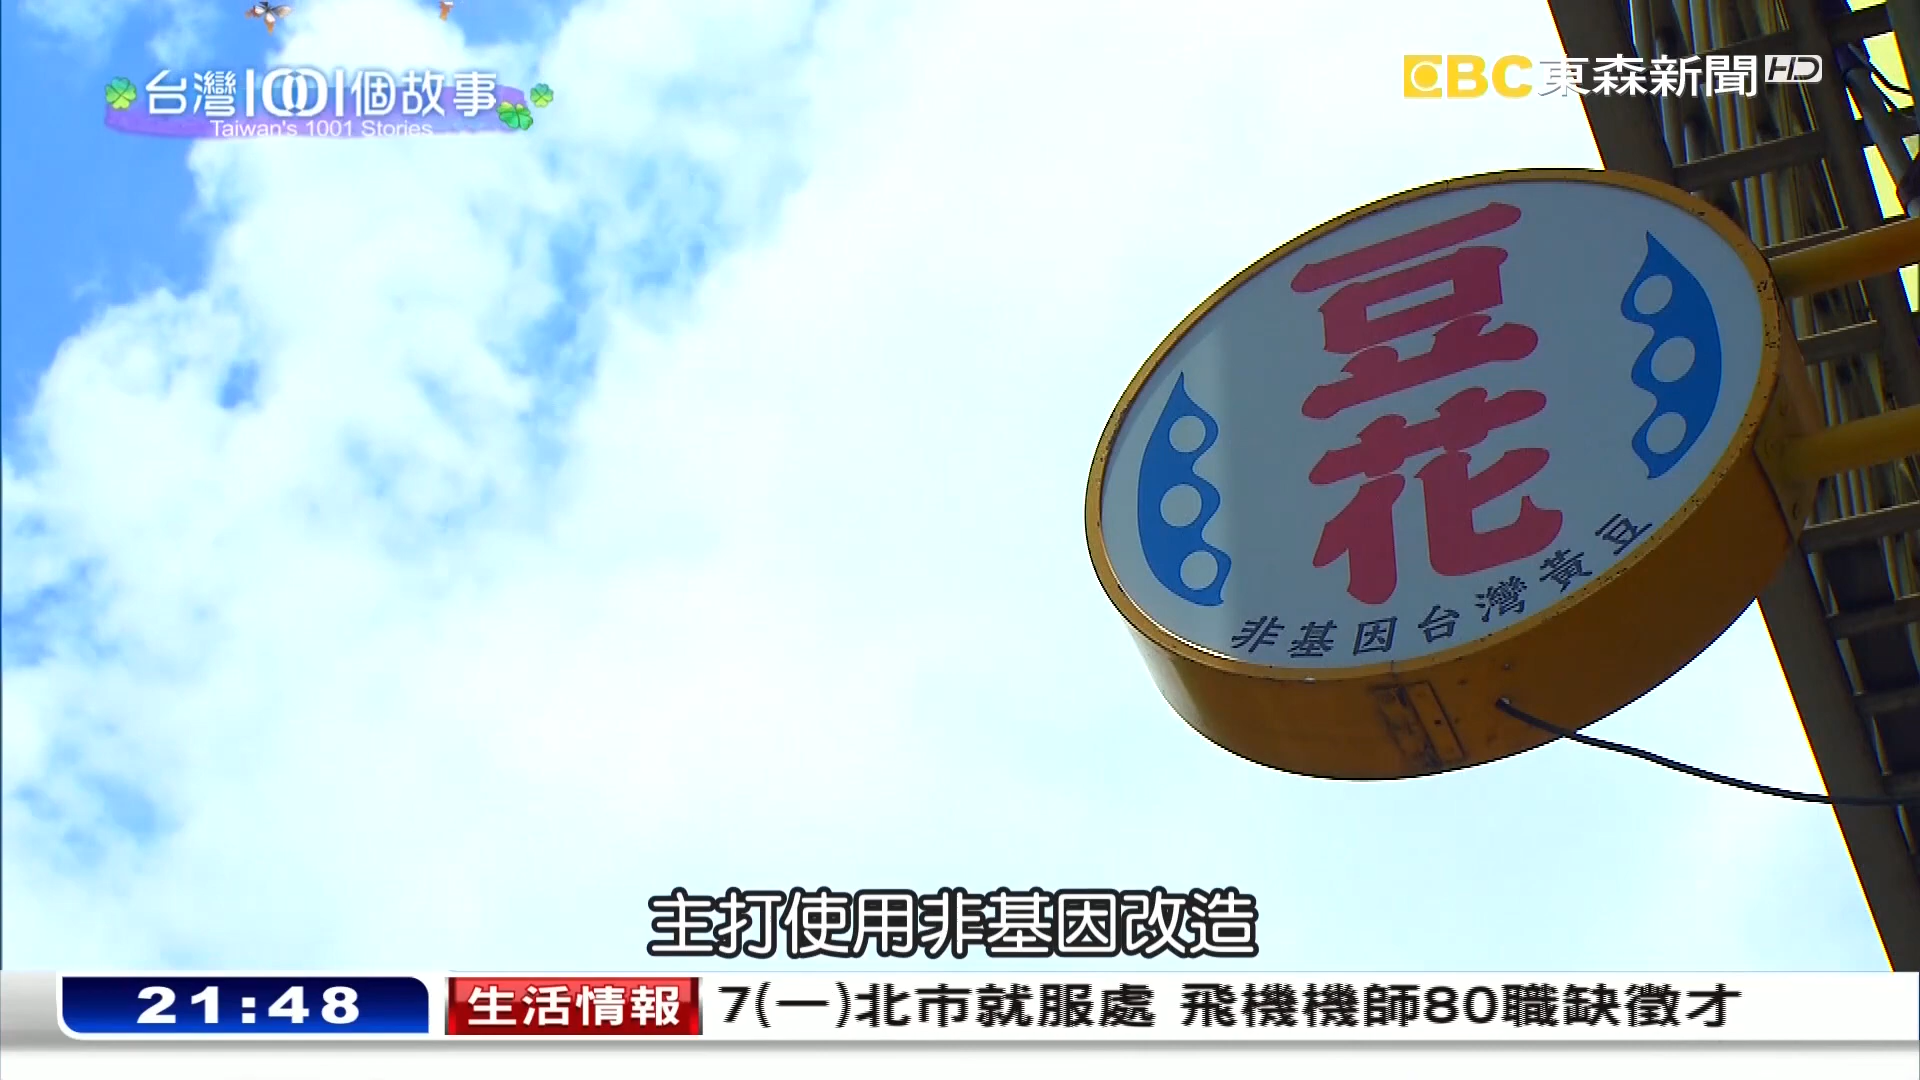 台灣1001個故事
Taiwan's 1001 Stories
EBC東森新聞HD
豆花
非基因台灣黃豆
主打使用非基因改造
21:48
生活情報
7(一)北市就服處 飛機機師80職缺徵才